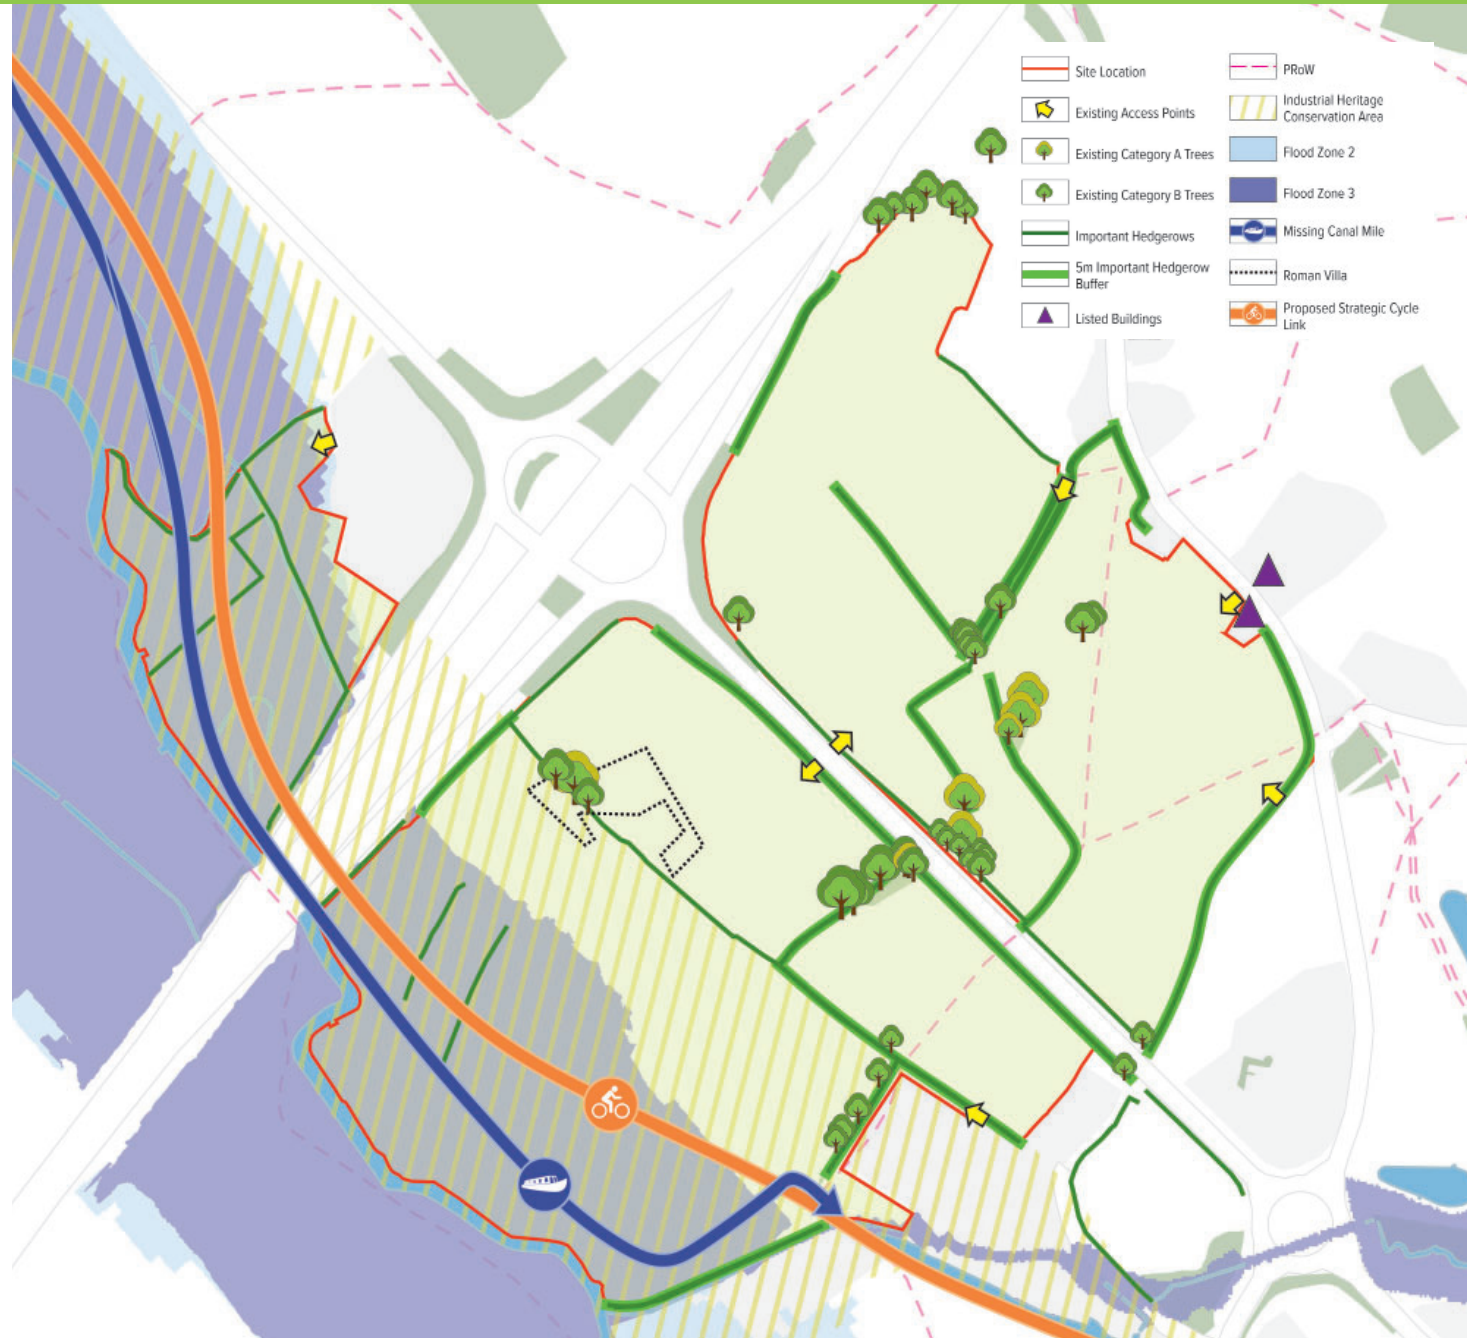 Site Location
Existing Access Points
Existing Category A Trees
Existing Category B Trees
Important Hedgerows
5m Important Hedgerow
Buffer
Listed Buildings
PRoW
Industrial Heritage
Conservation Area
Flood Zone 2
Flood Zone 3
Missing Canal Mile
Roman Villa
Proposed Strategic Cycle
Link